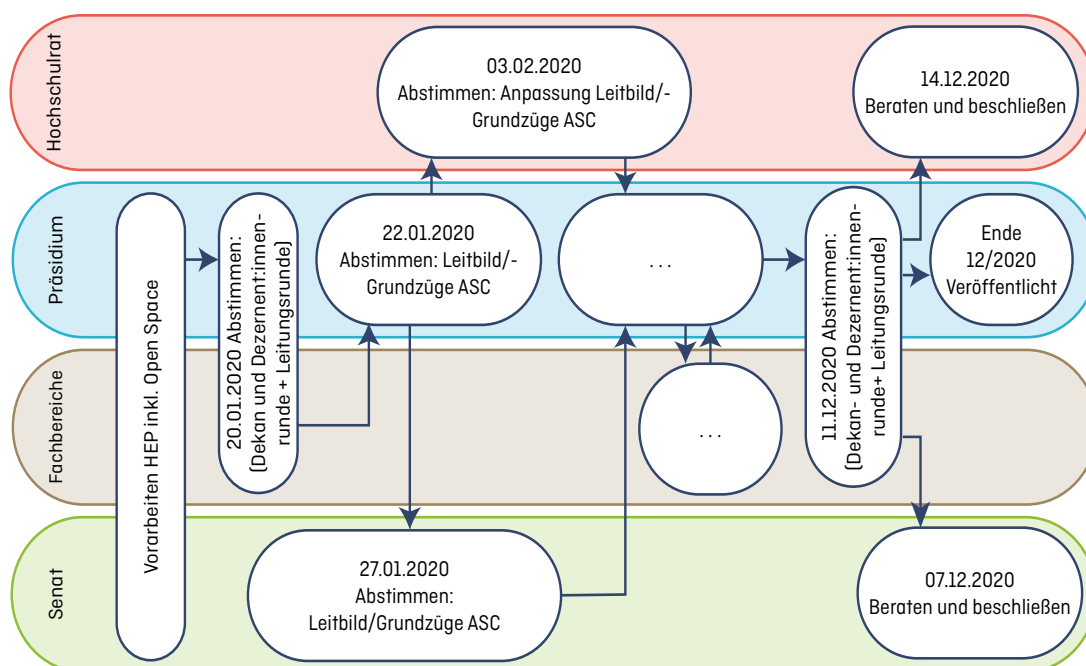 Hochschulrat
03.02.2020
Abstimmen: Anpassung Leitbild/-
Grundzüge ASC
14.12.2020
Beraten und beschließen
Präsidium
Vorarbeiten HEP inkl. Open Space
20.01.2020 Abstimmen:
(Dekan und Dezernent:innen-
runde + Leitungsrunde)
22.01.2020
Abstimmen: Leitbild/-
Grundzüge ASC
...
11.12.2020 Abstimmen:
(Dekan- und Dezernent:innen-
runde+ Leitungsrunde)
Ende
12/2020
Veröffentlicht
Fachbereiche
...
Senat
27.01.2020
Abstimmen:
Leitbild/Grundzüge ASC
07.12.2020
Beraten und beschließen